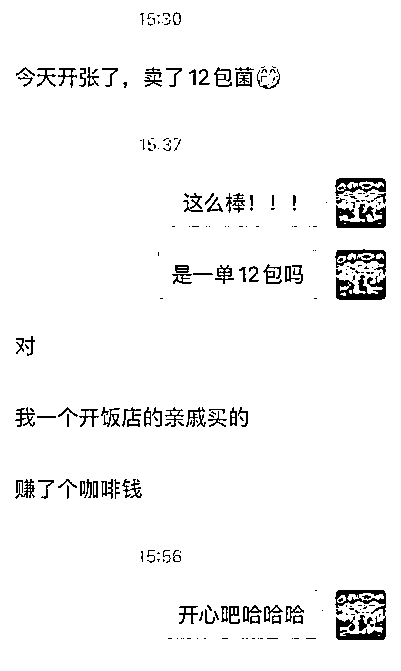 15:30
今天开张了，卖了12包菌
15:37
这么棒！！！
是一单12包吗
对
我一个开饭店的亲戚买的
赚了个咖啡钱
15:56
开心吧哈哈哈